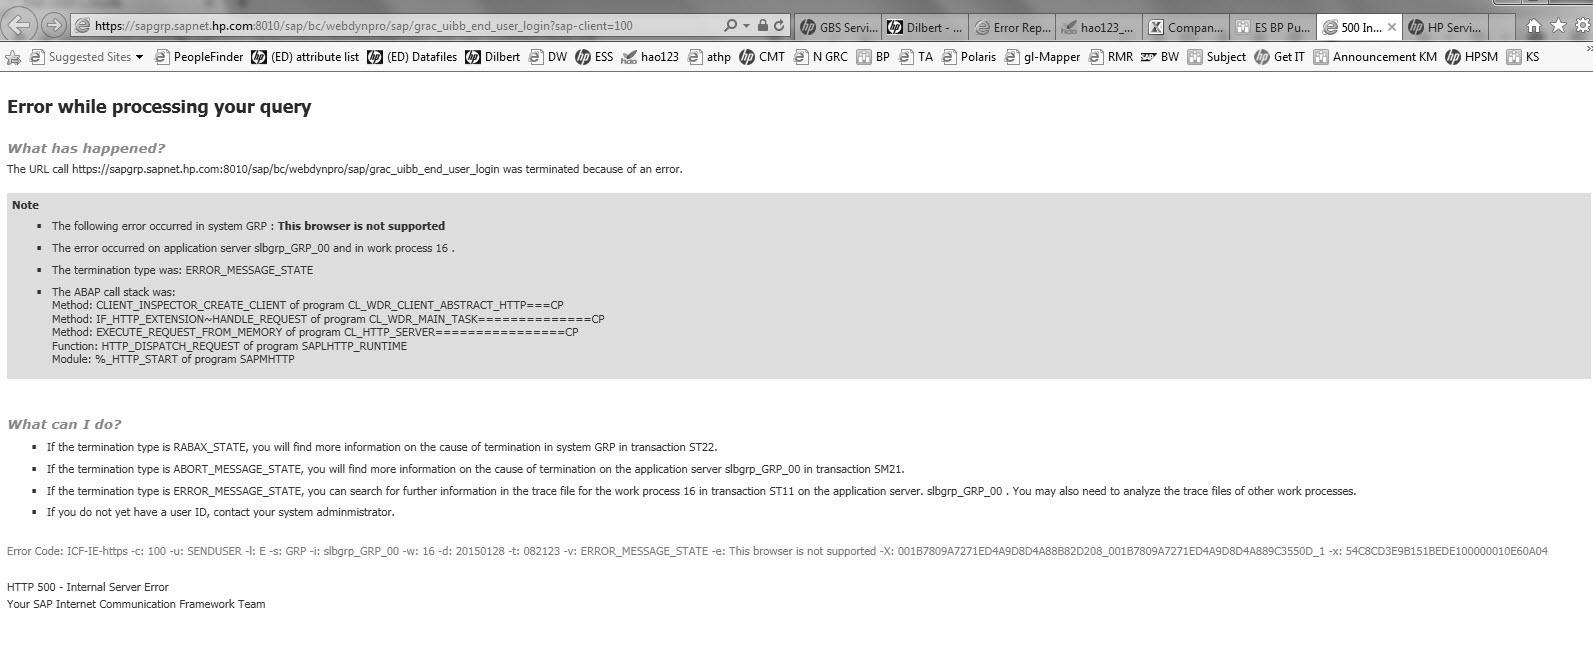 https://sapgrp.sapnet.hp.com:8010/sap/bc/webdynpro/sap/grac_uibb_end_user_login?sap-client=100
GBS Servi... Dilbert - ... Error Rep... hao123_... Compan... ES BP Pu... 500 In... HP Servi...
Suggested Sites PeopleFinder (ED) attribute list (ED) Datafiles Dilbert DW ESS hao123 athp CMT N GRC BP TA Polaris gl-Mapper RMR BW Subject Get IT Announcement KM HPSM KS
Error while processing your query
What has happened?
The URL call https://sapgrp.sapnet.hp.com:8010/sap/bc/webdynpro/sap/grac_uibb_end_user_login was terminated because of an error.
Note
The following error occurred in system GRP : This browser is not supported
The error occurred on application server slbgrp_GRP_00 and in work process 16 .
The termination type was: ERROR_MESSAGE_STATE
The ABAP call stack was:
Method: CLIENT_INSPECTOR_CREATE_CLIENT of program CL_WDR_CLIENT_ABSTRACT_HTTP===CP
Method: IF_HTTP_EXTENSION~HANDLE_REQUEST of program CL_WDR_MAIN_TASK==============CP
Method: EXECUTE_REQUEST_FROM_MEMORY of program CL_HTTP_SERVER================CP
Function: HTTP_DISPATCH_REQUEST of program SAPLHTTP_RUNTIME
Module: %_HTTP_START of program SAPMHTTP
What can I do?
If the termination type is RABAX_STATE, you will find more information on the cause of termination in system GRP in transaction ST22.
If the termination type is ABORT_MESSAGE_STATE, you will find more information on the cause of termination on the application server slbgrp_GRP_00 in transaction SM21.
If the termination type is ERROR_MESSAGE_STATE, you can search for further information in the trace file for the work process 16 in transaction ST11 on the application server. slbgrp_GRP_00 . You may also need to analyze the trace files of other work processes.
If you do not yet have a user ID, contact your system adminmistrator.
Error Code: ICF-IE-https -c: 100 -u: SENDUSER -l: E -s: GRP -i: slbgrp_GRP_00 -w: 16 -d: 20150128 -t: 082123 -v: ERROR_MESSAGE_STATE -e: This browser is not supported -X: 001B7809A7271ED4A9D8D4A88B82D208_001B7809A7271ED4A9D8D4A889C3550D_1 -x: 54C8CD3E9B151BEDE100000010E60A04
HTTP 500 - Internal Server Error
Your SAP Internet Communication Framework Team